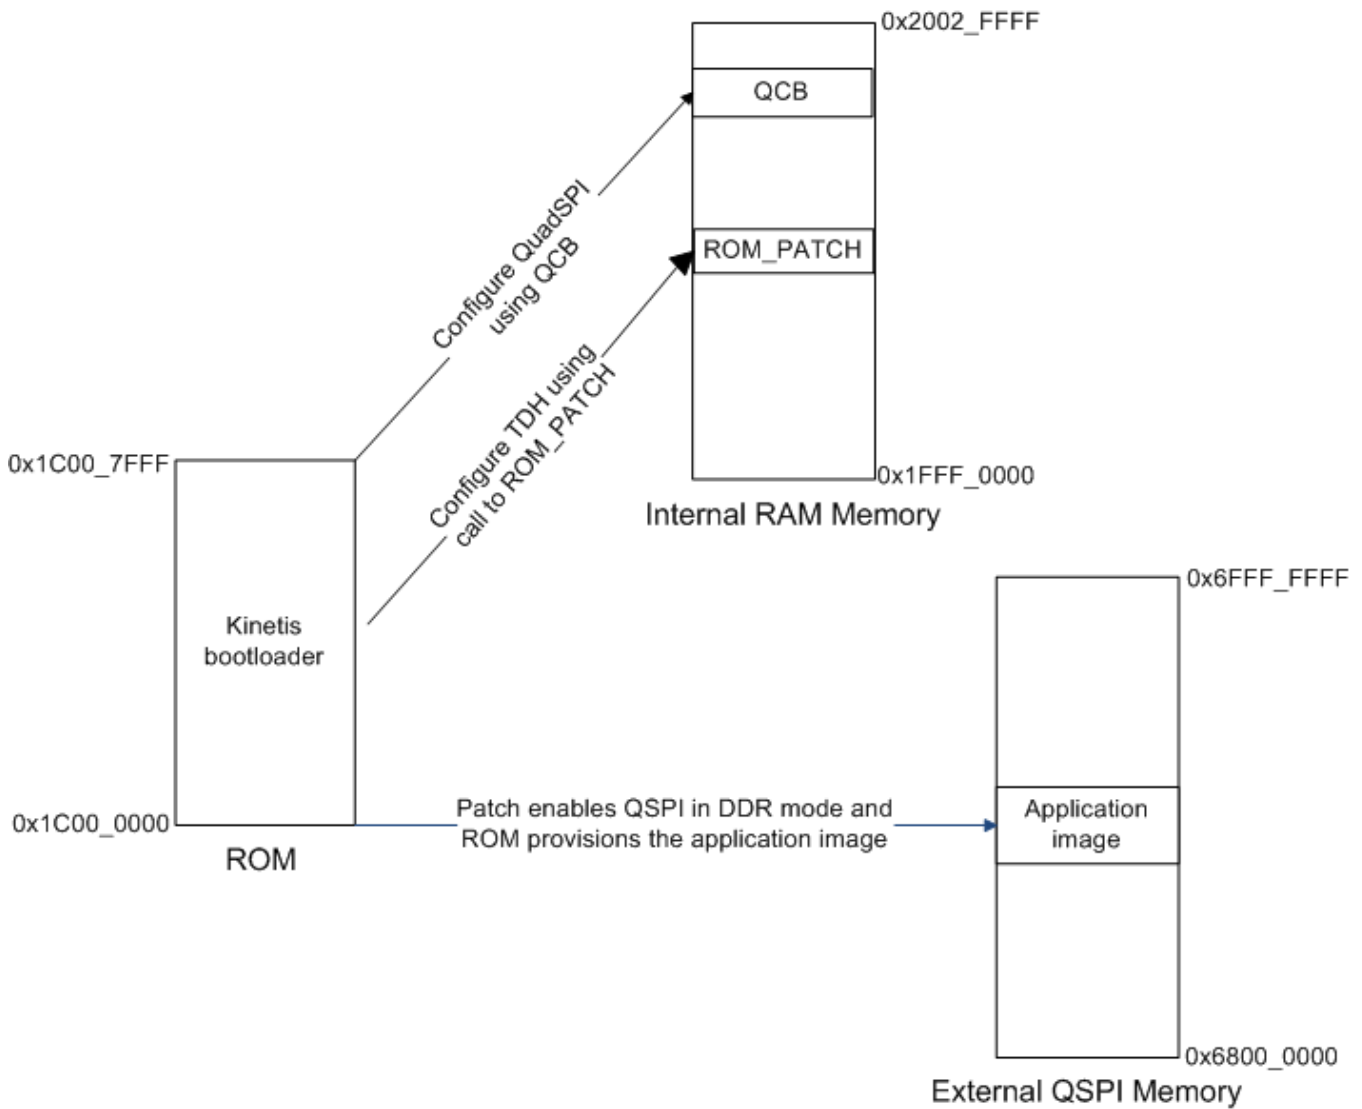 0x2002_FFFF
QCB
Configure QuadSPI
using QCB
ROM_PATCH
Configure TDH using
call to ROM_PATCH
0x1C00_7FFF
0x1FFF_0000
Internal RAM Memory
0x6FFF_FFFF
Kinetis
bootloader
Patch enables QSPI in DDR mode and
ROM provisions the application image
Application
image
0x1C00_0000
ROM
0x6800_0000
External QSPI Memory